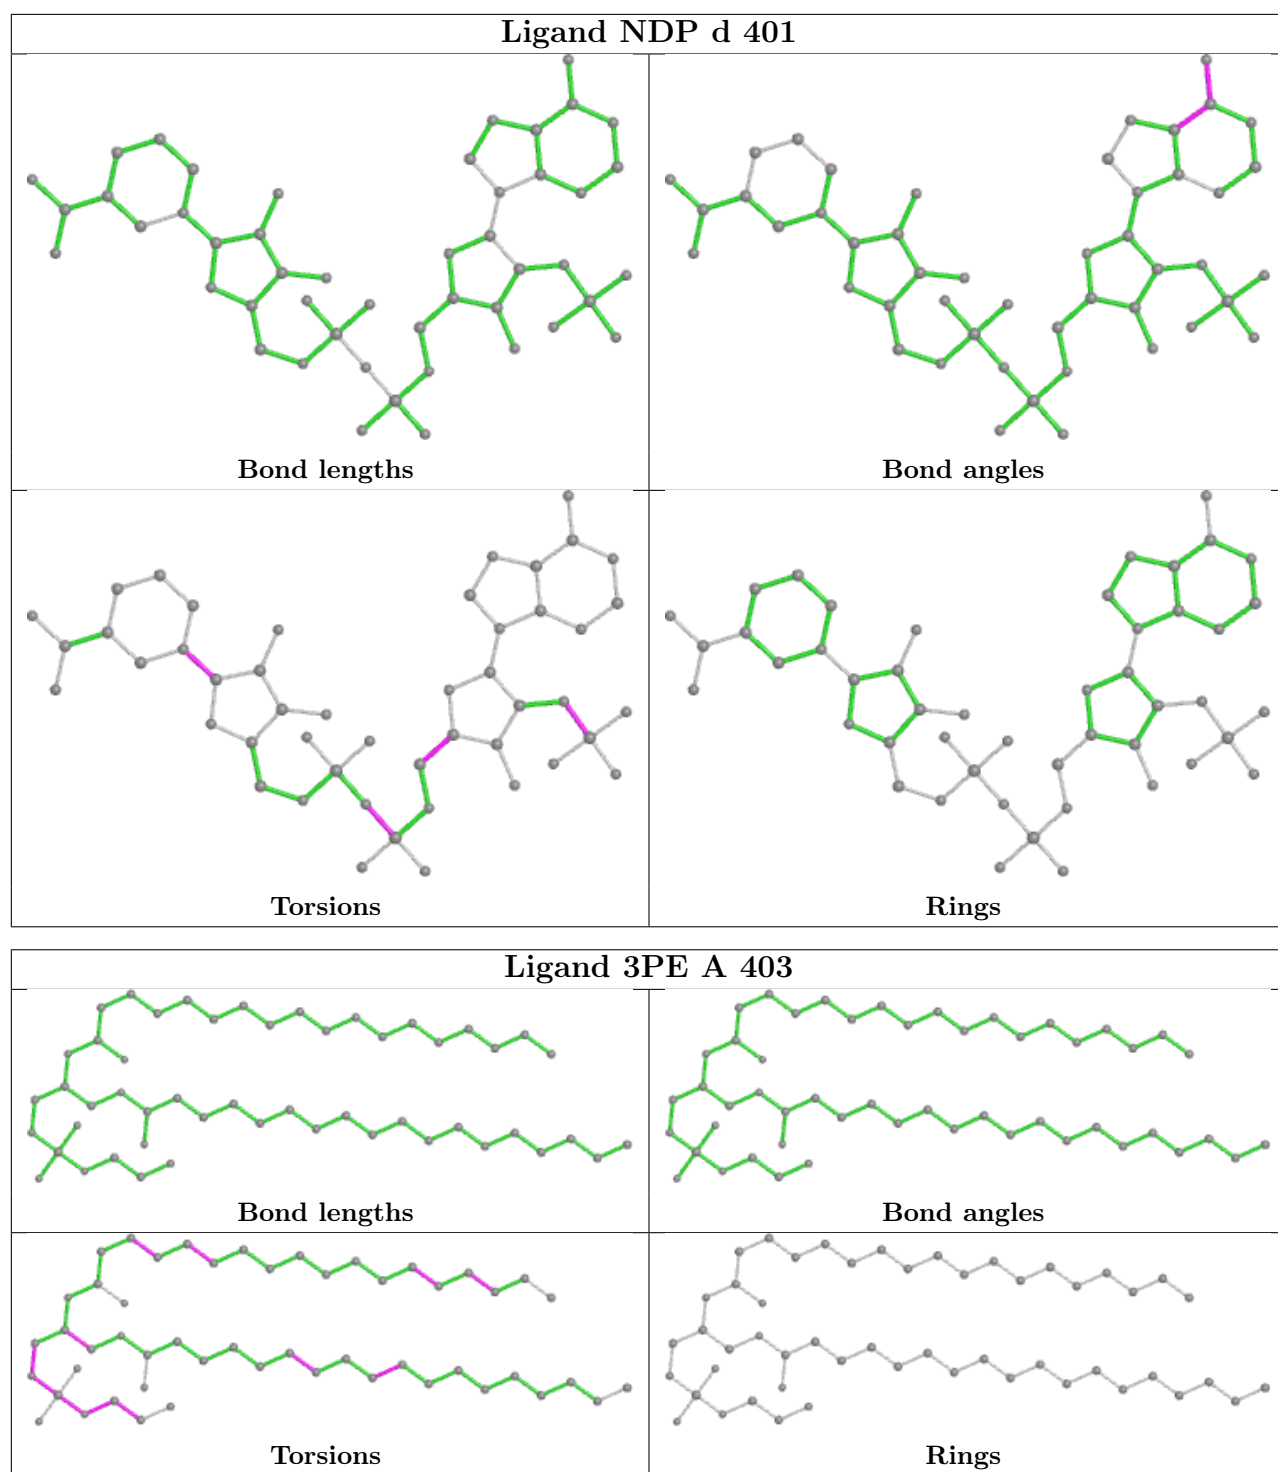 Ligand NDP d 401
Bond lengths
Bond angles
Torsions
Rings
Ligand 3PE A 403
Bond lengths
Bond angles
Torsions
Rings